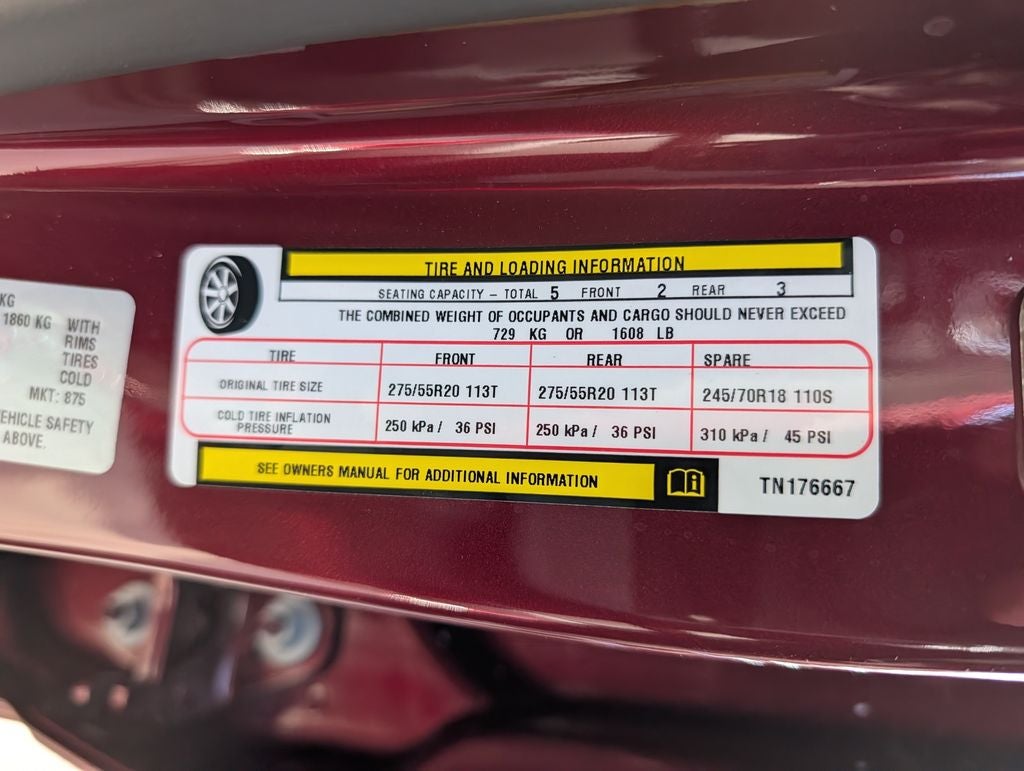 KG
1860 KG WITH
RIMS
TIRES
COLD
MKT: 875
EHICLE SAFETY
ABOVE.
TIRE AND LOADING INFORMATION
SEATING CAPACITY – TOTAL 5 FRONT 2 REAR 3
THE COMBINED WEIGHT OF OCCUPANTS AND CARGO SHOULD NEVER EXCEED
729 KG OR 1608 LB
TIRE FRONT REAR SPARE
ORIGINAL TIRE SIZE 275/55R20 113T 275/55R20 113T 245/70R18 110S
COLD TIRE INFLATION
PRESSURE 250 kPa / 36 PSI 250 kPa / 36 PSI 310 kPa / 45 PSI
SEE OWNERS MANUAL FOR ADDITIONAL INFORMATION
TN176667